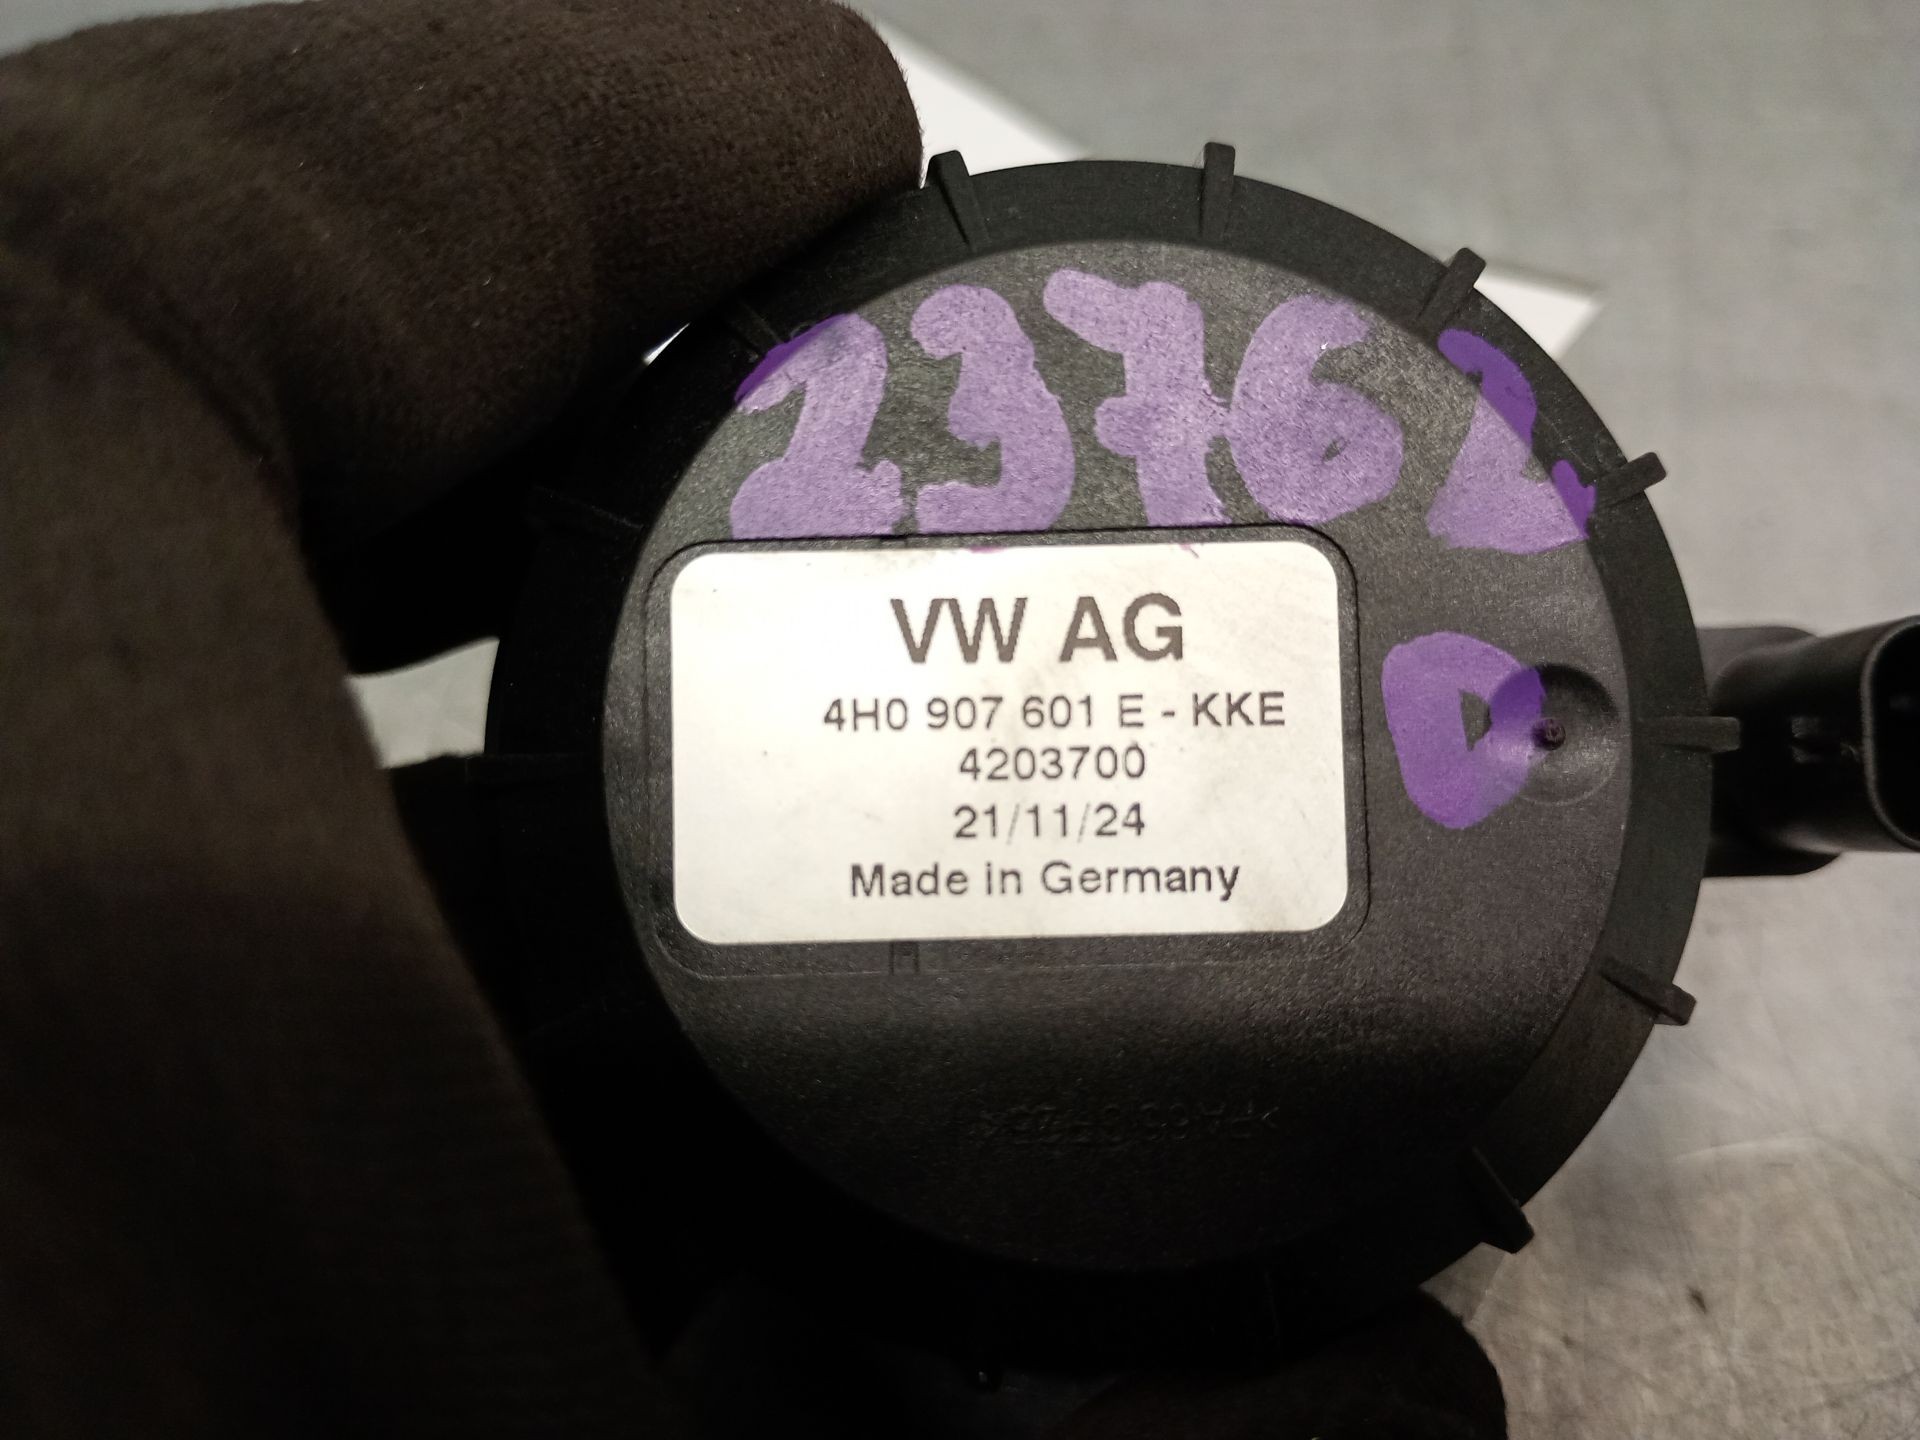 23762
VW AG
D
4H0 907 601 E - KKE
4203700
21/11/24
Made in Germany